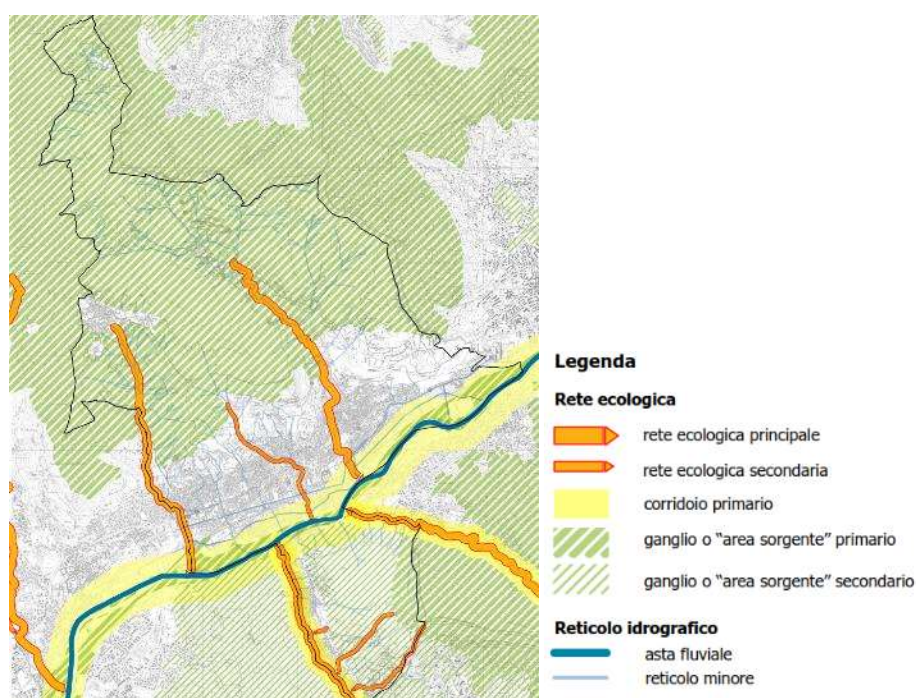 Legenda
Rete ecologica
rete ecologica principale
rete ecologica secondaria
corridoio primario
ganglio o "area sorgente" primario
ganglio o "area sorgente" secondario
Reticolo idrografico
asta fluviale
reticolo minore